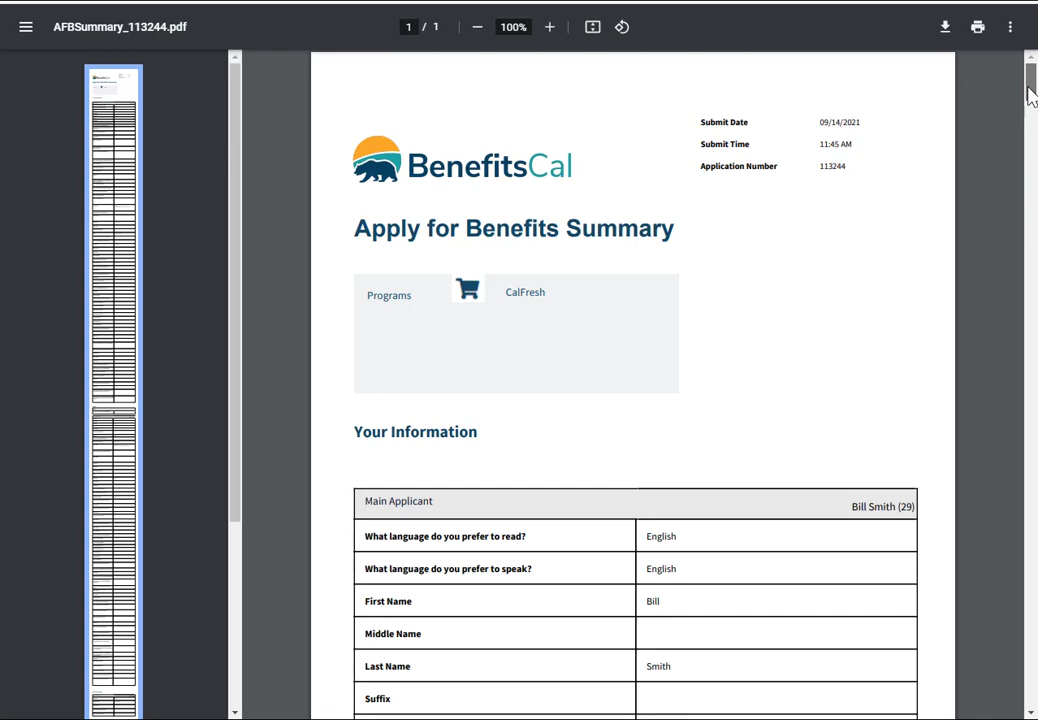 AFBSummary_113244.pdf
1 / 1
100%
Submit Date 09/14/2021
Submit Time 11:45 AM
Application Number 113244
BenefitsCal
Apply for Benefits Summary
Programs CalFresh
Your Information
Main Applicant Bill Smith (29)
What language do you prefer to read? English
What language do you prefer to speak? English
First Name Bill
Middle Name
Last Name Smith
Suffix